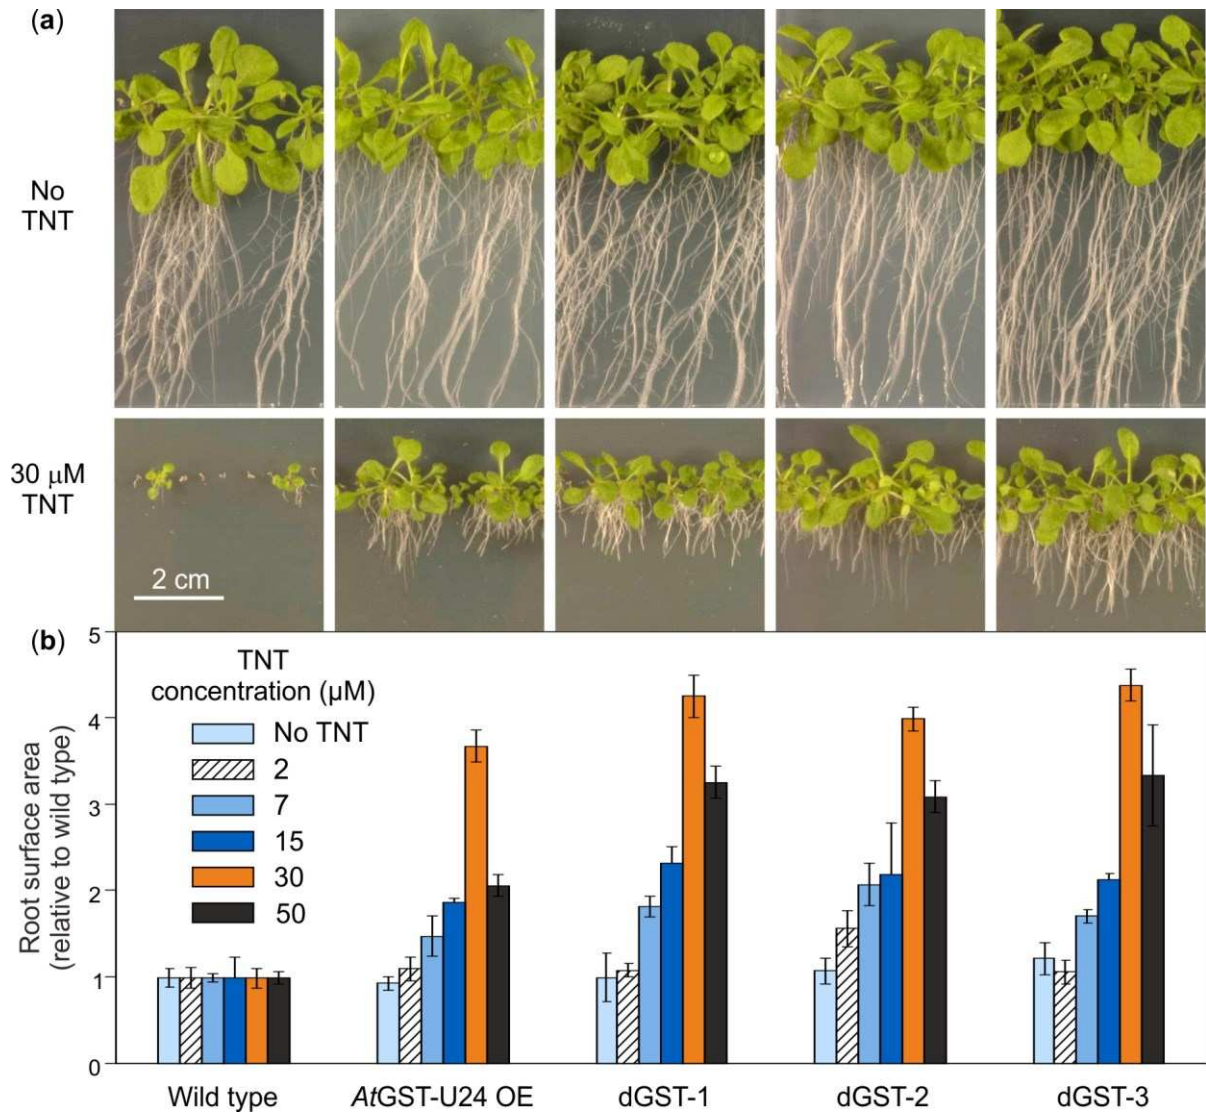 (a)
No
TNT
30 μM
TNT
2 cm
(b)
5
4
3
2
1
0
Root surface area
(relative to wild type)
TNT
concentration (μM)
No TNT
2
7
15
30
50
Wild type
AtGST-U24 OE
dGST-1
dGST-2
dGST-3